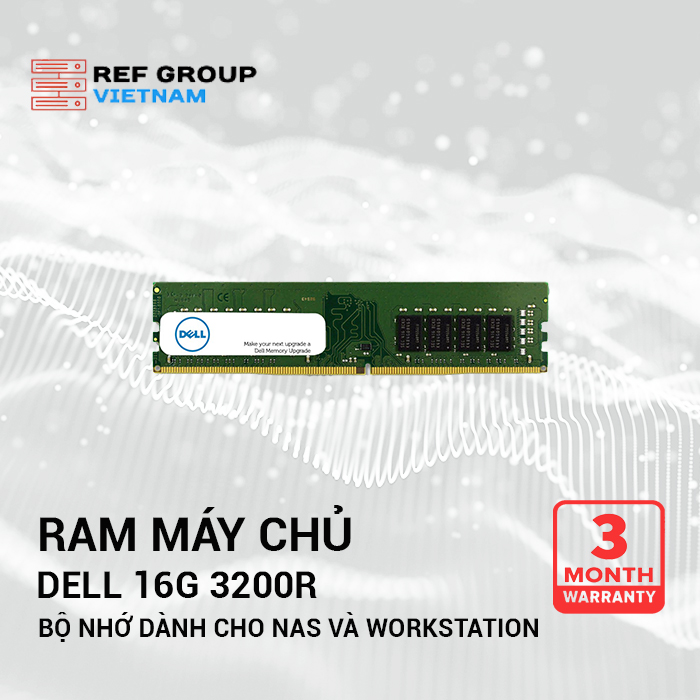 REF GROUP
VIETNAM
DELL
Make your next upgrade a
Dell Memory Upgrade
RAM MÁY CHỦ
DELL 16G 3200R
BỘ NHỚ DÀNH CHO NAS VÀ WORKSTATION
3
MONTH
WARRANTY